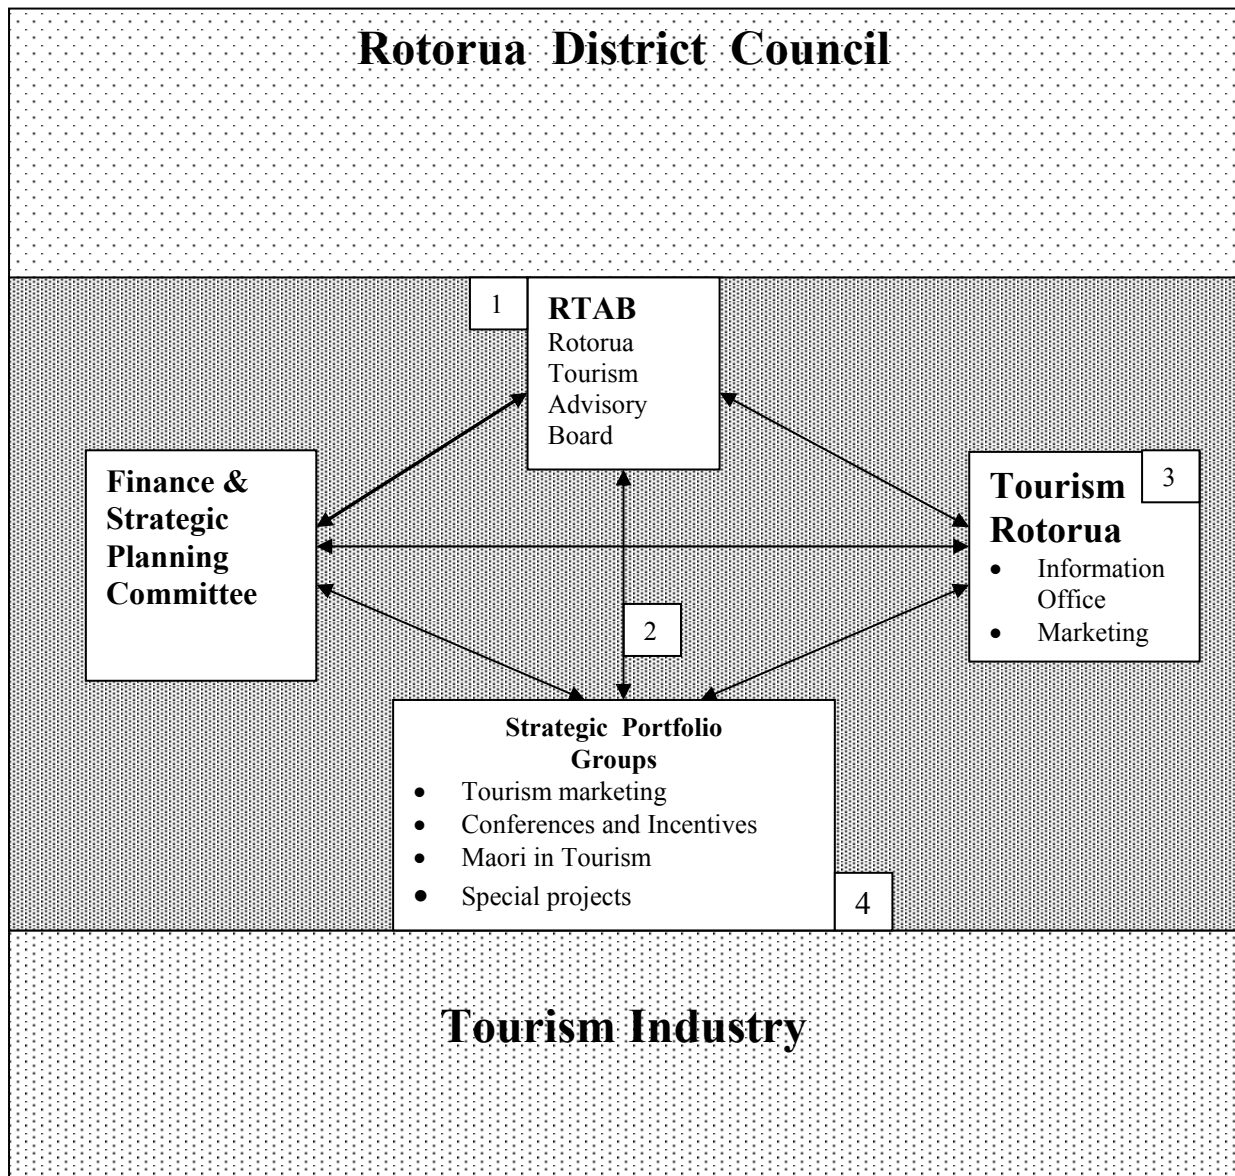 Rotorua District Council
1
RTAB
Rotorua
Tourism
Advisory
Board
Finance &
Strategic
Planning
Committee
3
Tourism
Rotorua
• Information
Office
• Marketing
2
Strategic Portfolio
Groups
• Tourism marketing
• Conferences and Incentives
• Maori in Tourism
• Special projects
4
Tourism Industry